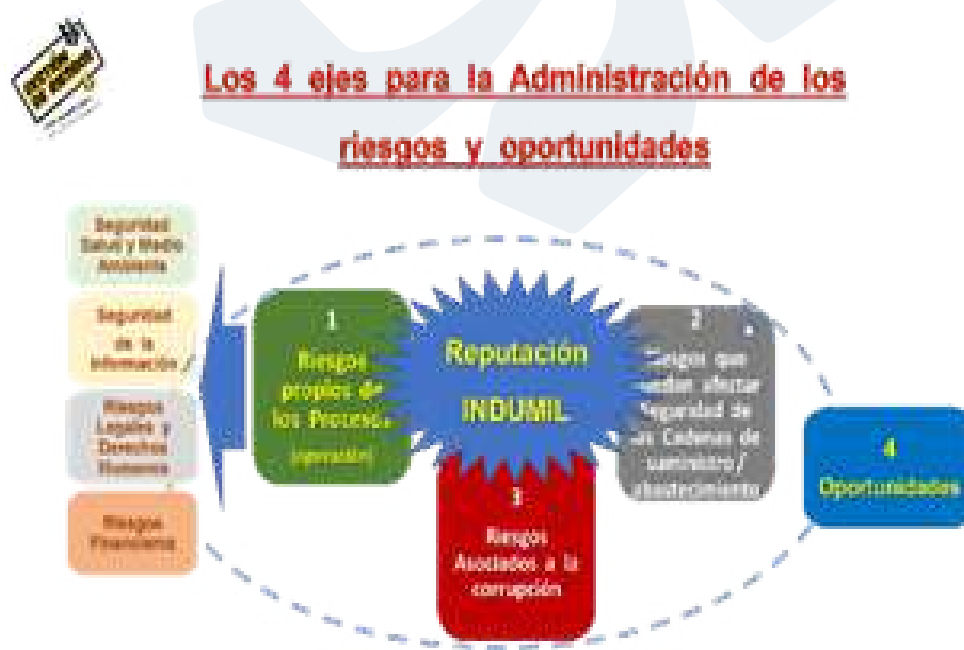 Los 4 ejes para la Administración de los
riesgos y oportunidades
Seguridad
Salud y Medio
Ambiente
Seguridad
de la
Información
Riesgos
Legales y
Derechos
Humanos
Riesgos
Financieros
1
Riesgos
propios de
los Procesos
(operación)
Reputación
INDUMIL
2
Riesgos que
pueden afectar
Seguridad de
las Cadenas de
suministro/
abastecimiento
3
Riesgos
Asociados a la
corrupción
4
Oportunidades